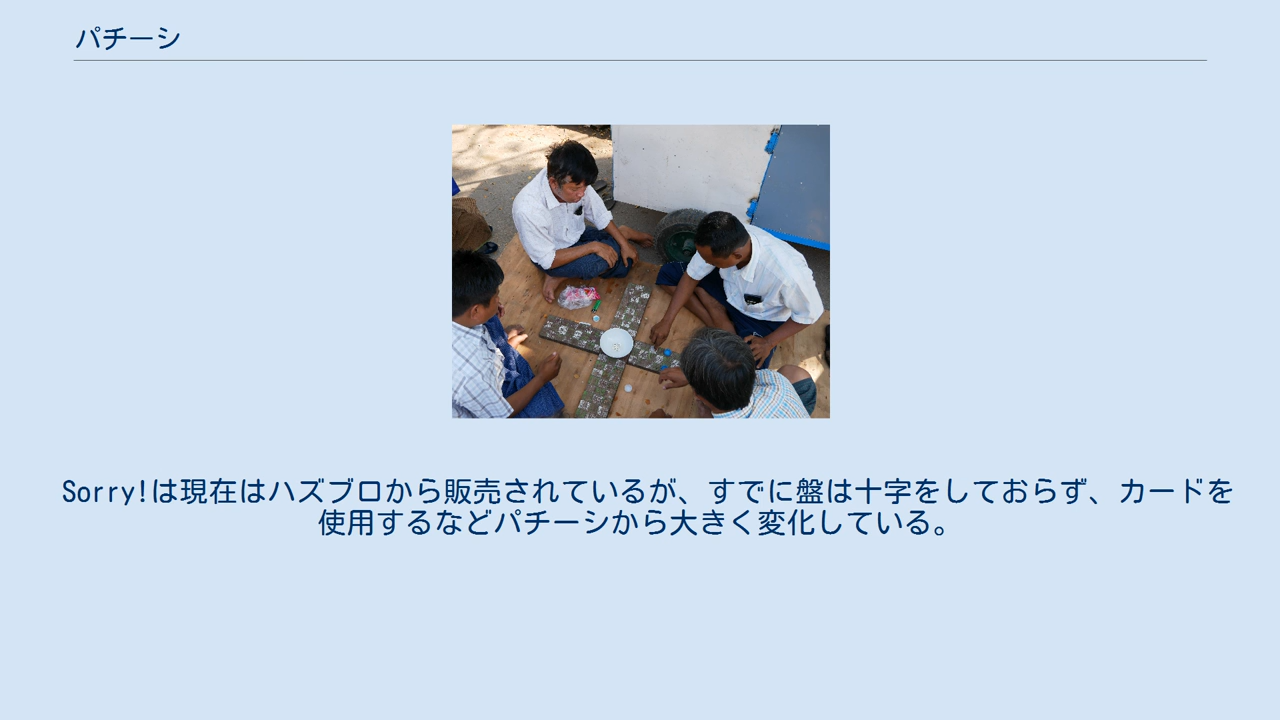 パチーシ
Sorry!は現在はハズブロから販売されているが、すでに盤は十字をしておらず、カードを
使用するなどパチーシから大きく変化している。